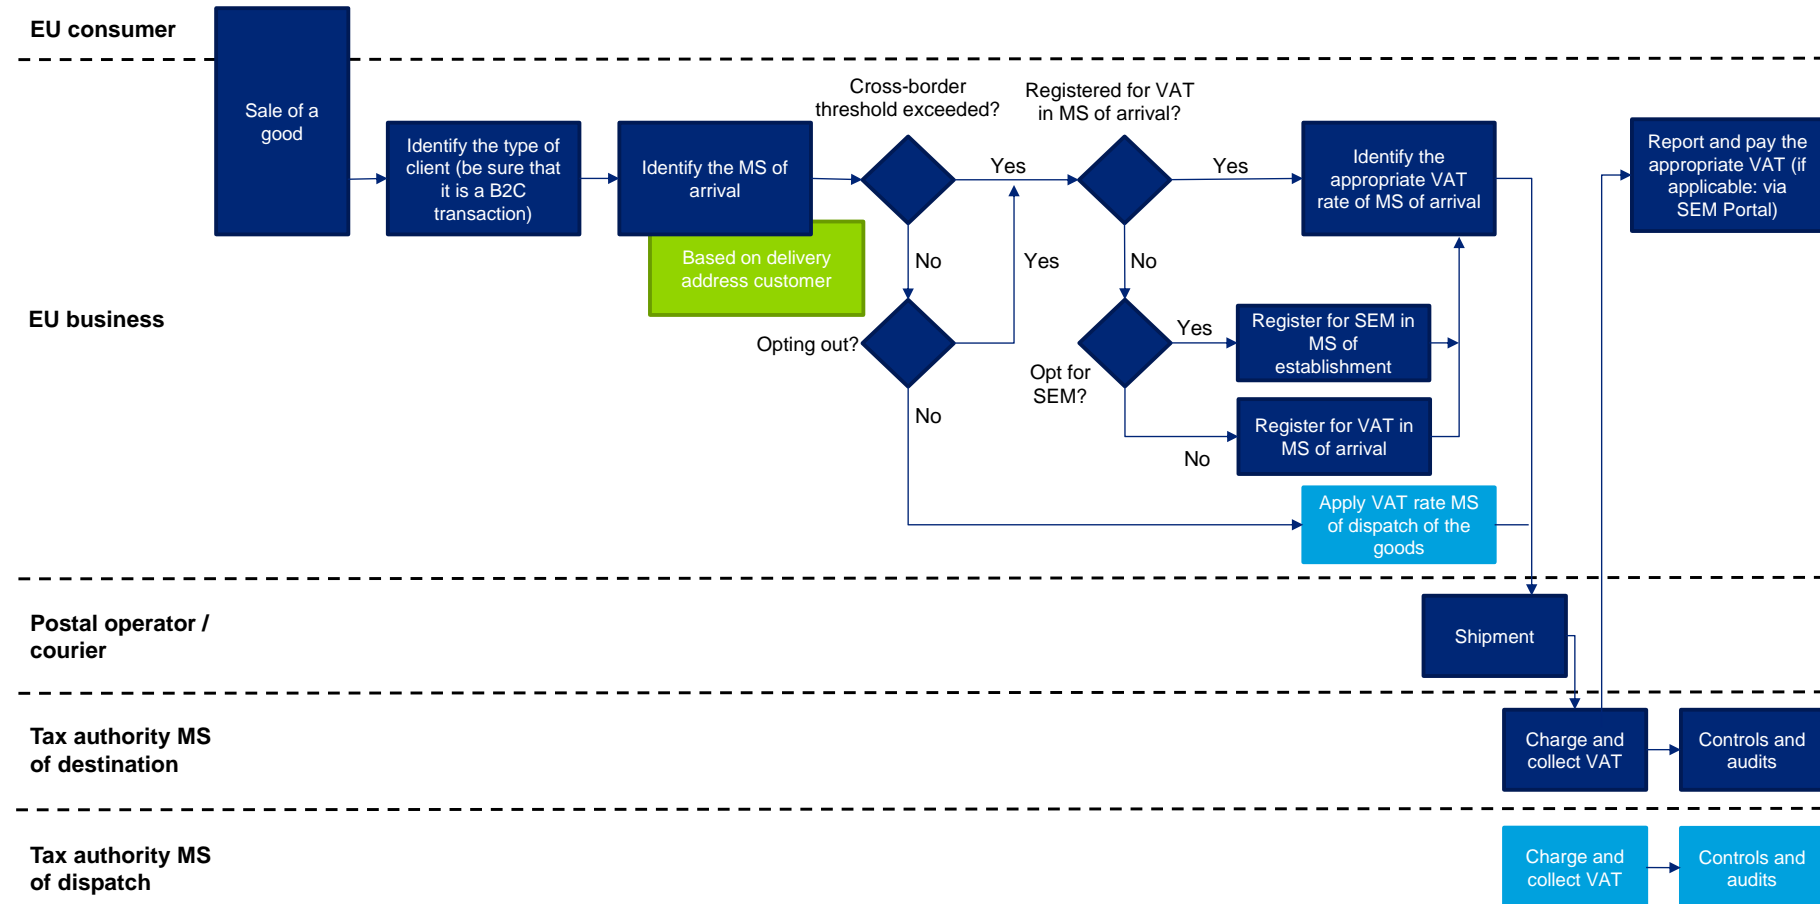 EU consumer
Sale of a
good
Identify the type of
client (be sure that
it is a B2C
transaction)
Identify the MS of
arrival
Based on delivery
address customer
Cross-border
threshold exceeded?
Yes
No
Yes
Opting out?
No
Registered for VAT
in MS of arrival?
Yes
No
Opt for
SEM?
Yes
No
Register for SEM in
MS of
establishment
Register for VAT in
MS of arrival
Identify the
appropriate VAT
rate of MS of arrival
Apply VAT rate MS
of dispatch of the
goods
Report and pay the
appropriate VAT (if
applicable: via
SEM Portal)
EU business
Postal operator /
courier
Shipment
Tax authority MS
of destination
Charge and
collect VAT
Controls and
audits
Tax authority MS
of dispatch
Charge and
collect VAT
Controls and
audits